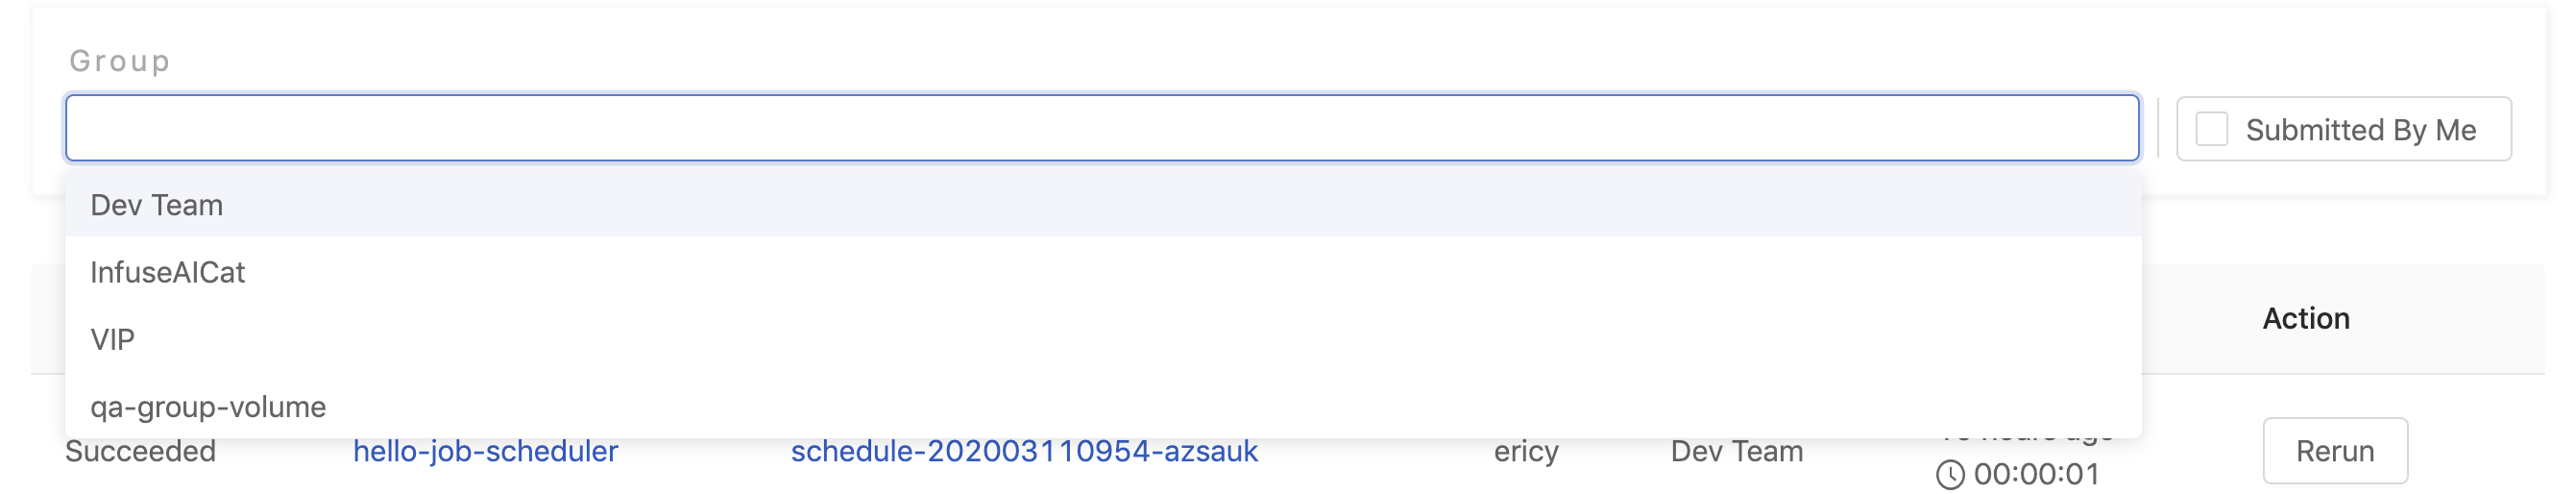 Group
Submitted By Me
Dev Team
InfuseAICat
VIP
Action
qa-group-volume
Succeeded hello-job-scheduler schedule-202003110954-azsauk ericy Dev Team Rerun
00:00:01